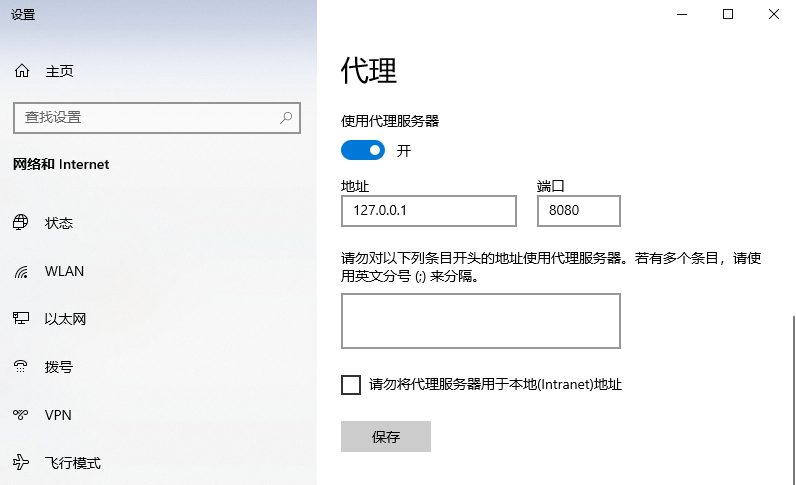 设置
主页
查找设置
网络和 Internet
状态
WLAN
以太网
拨号
VPN
飞行模式
代理
使用代理服务器
开
地址 端口
127.0.0.1 8080
请勿对以下列条目开头的地址使用代理服务器。若有多个条目，请使
用英文分号 (;) 来分隔。
请勿将代理服务器用于本地(Intranet)地址
保存